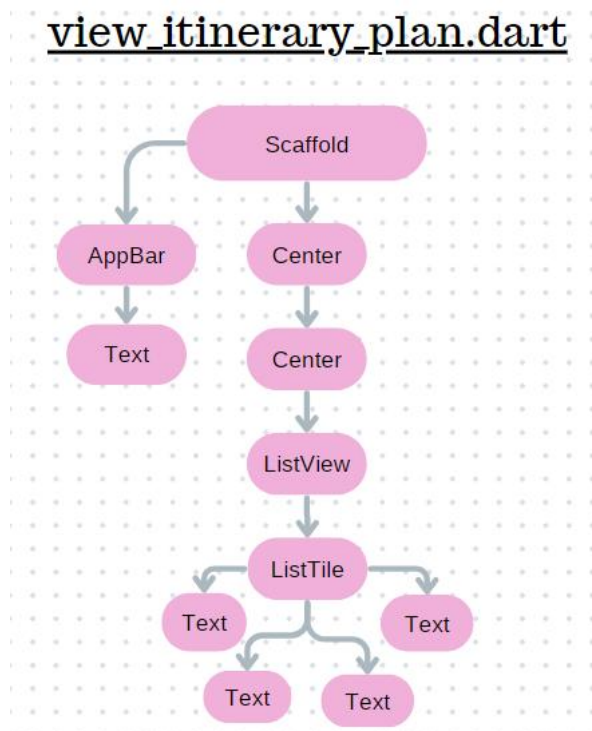 view_itinerary_plan.dart
Scaffold
AppBar
Center
Text
Center
ListView
ListTile
Text
Text
Text
Text